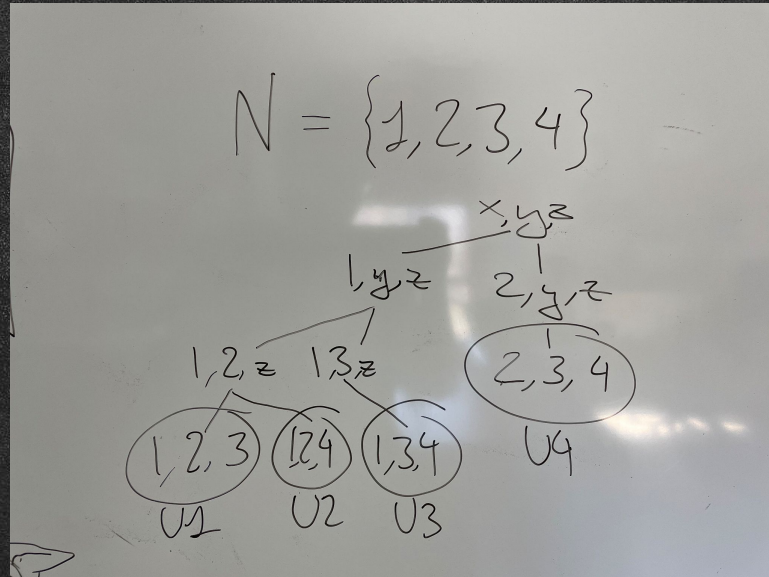 N = {1,2,3,4}
x,y,z
1,y,z 2,y,z
1,2,z 1,3,z 2,3,4
1,2,3 1,2,4 1,3,4 U4
U1 U2 U3